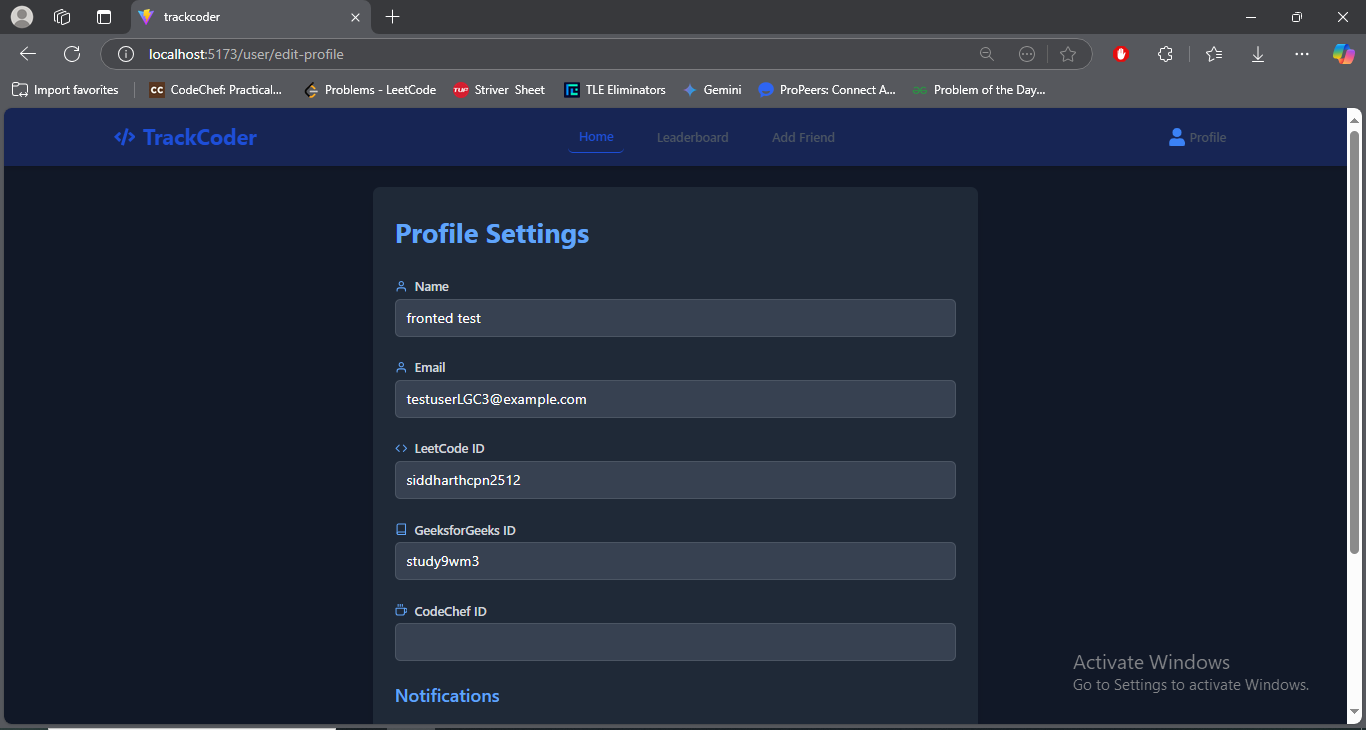 trackcoder
localhost:5173/user/edit-profile
Import favorites
CC CodeChef: Practical...
Problems - LeetCode
TUF Striver Sheet
TLE Eliminators
Gemini
ProPeers: Connect A...
Problem of the Day...
</> TrackCoder
Home
Leaderboard
Add Friend
Profile
Profile Settings
Name
fronted test
Email
testuserLGC3@example.com
LeetCode ID
siddharthcpn2512
GeeksforGeeks ID
study9wm3
CodeChef ID
Notifications
Activate Windows
Go to Settings to activate Windows.